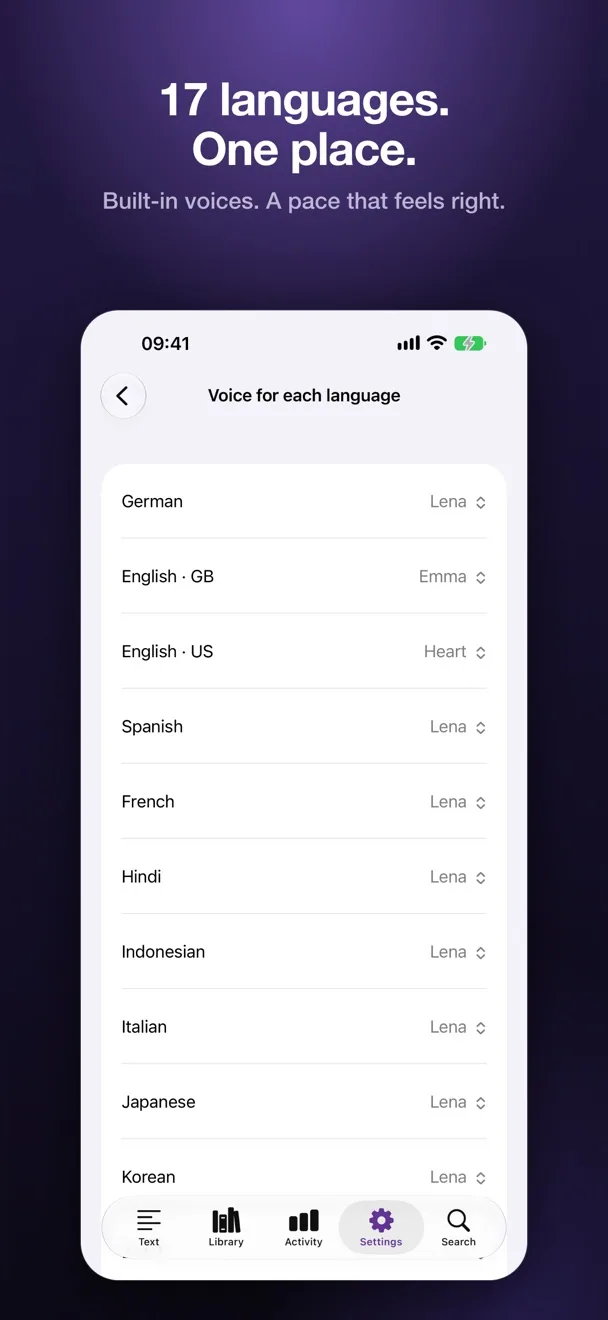 17 languages.
One place.
Built-in voices. A pace that feels right.
09:41
Voice for each language
German Lena
English · GB Emma
English · US Heart
Spanish Lena
French Lena
Hindi Lena
Indonesian Lena
Italian Lena
Japanese Lena
Korean Lena
Text Library Activity Settings Search